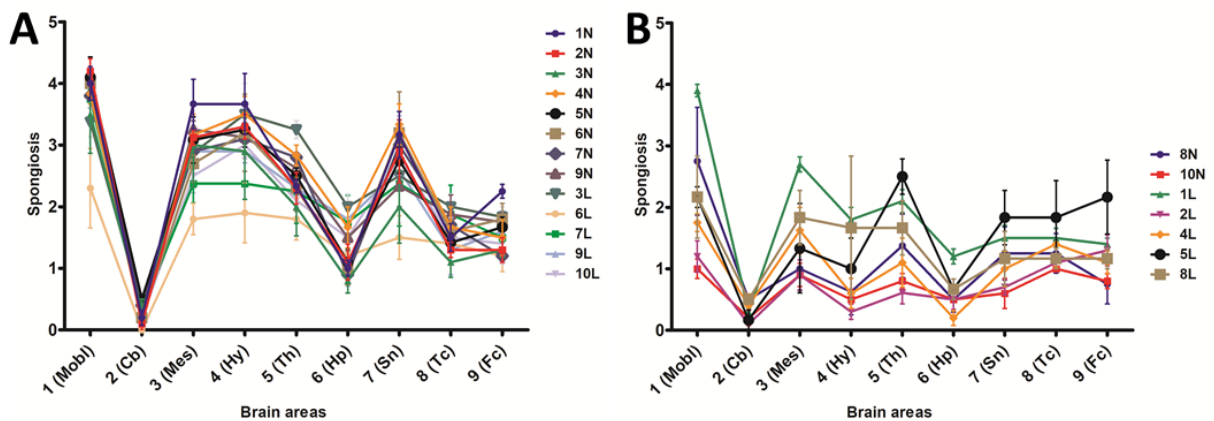 A
Spongiosis
5
4
3
2
1
0
1 (Mobl)
2 (Cb)
3 (Mes)
4 (Hy)
5 (Th)
6 (Hp)
7 (Sn)
8 (Tc)
9 (Fc)
Brain areas
1N
2N
3N
4N
5N
6N
7N
9N
3L
6L
7L
9L
10L
B
Spongiosis
5
4
3
2
1
0
1 (Mobl)
2 (Cb)
3 (Mes)
4 (Hy)
5 (Th)
6 (Hp)
7 (Sn)
8 (Tc)
9 (Fc)
Brain areas
8N
10N
1L
2L
4L
5L
8L